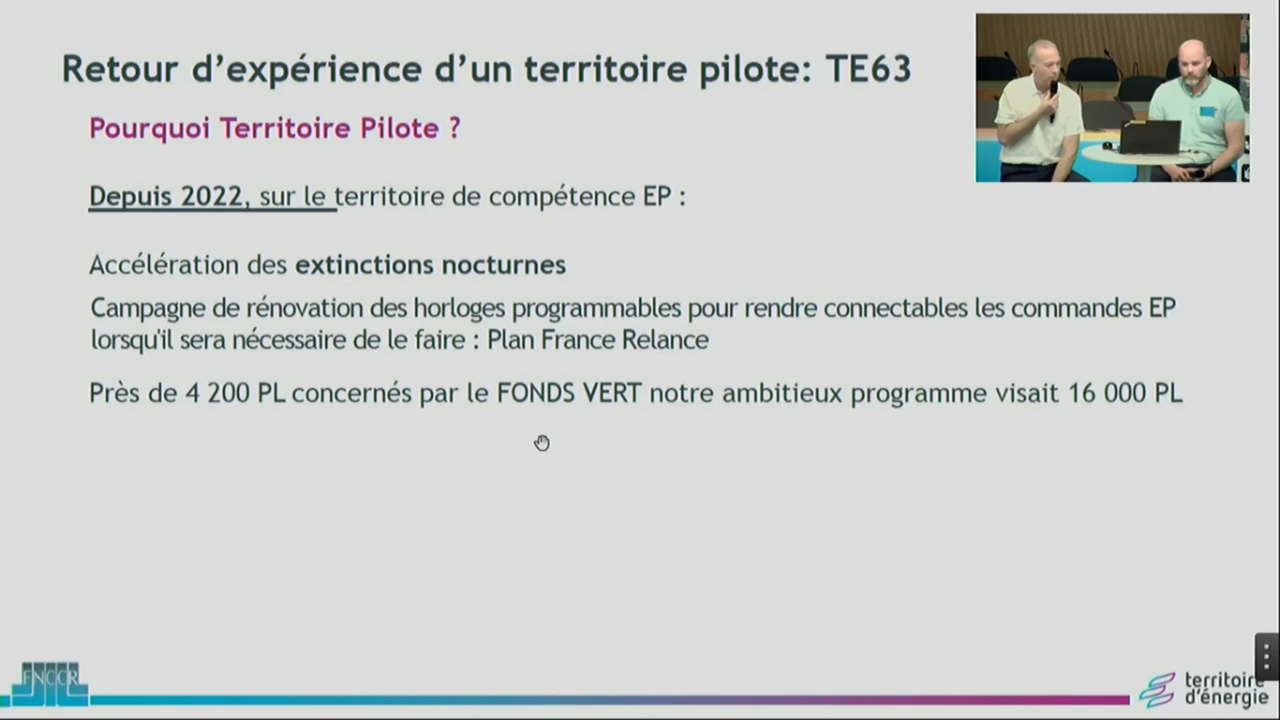 Retour d'expérience d'un territoire pilote: TE63
Pourquoi Territoire Pilote ?
Depuis 2022, sur le territoire de compétence EP :
Accélération des extinctions nocturnes
Campagne de rénovation des horloges programmables pour rendre connectables les commandes EP
lorsqu'il sera nécessaire de le faire : Plan France Relance
Près de 4 200 PL concernés par le FONDS VERT notre ambitieux programme visait 16 000 PL
FNCCR
territoire
d'énergie